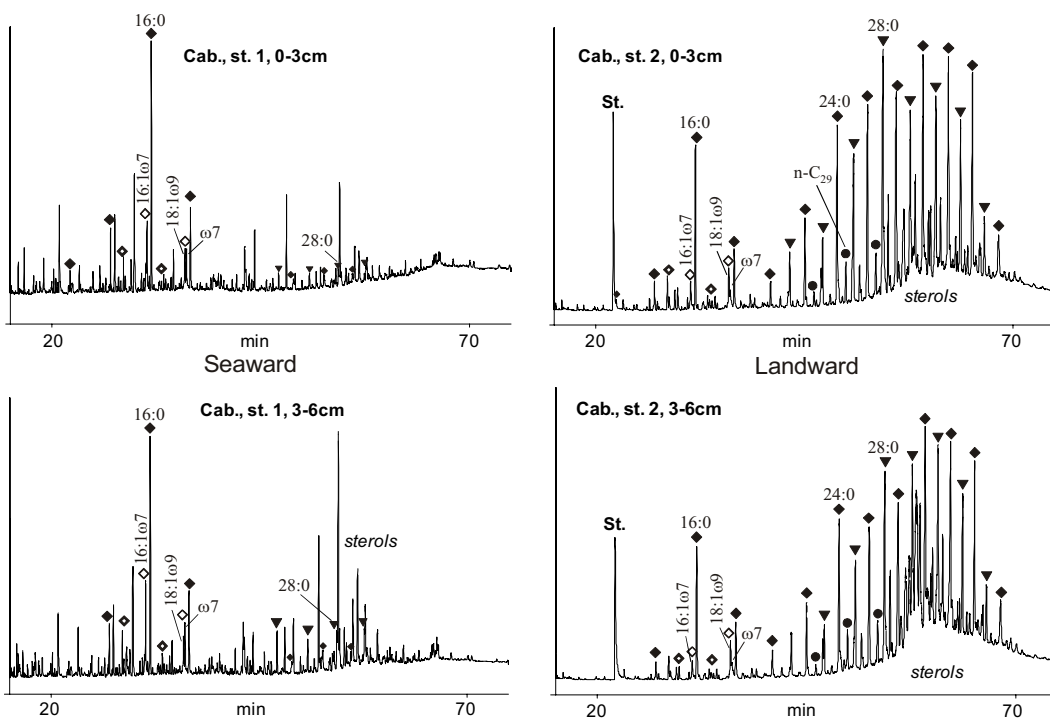 16:0
Cab., st. 1, 0-3cm
16:1ω7
18:1ω9
ω7
28:0
20
min
70
Seaward
28:0
Cab., st. 2, 0-3cm
St.
24:0
16:0
n-C29
16:1ω7
18:1ω9
ω7
sterols
20
min
70
Landward
16:0
Cab., st. 1, 3-6cm
16:1ω7
sterols
18:1ω9
ω7
28:0
20
min
70
Cab., st. 2, 3-6cm
28:0
24:0
St.
16:0
16:1ω7
18:1ω9
ω7
sterols
20
min
70